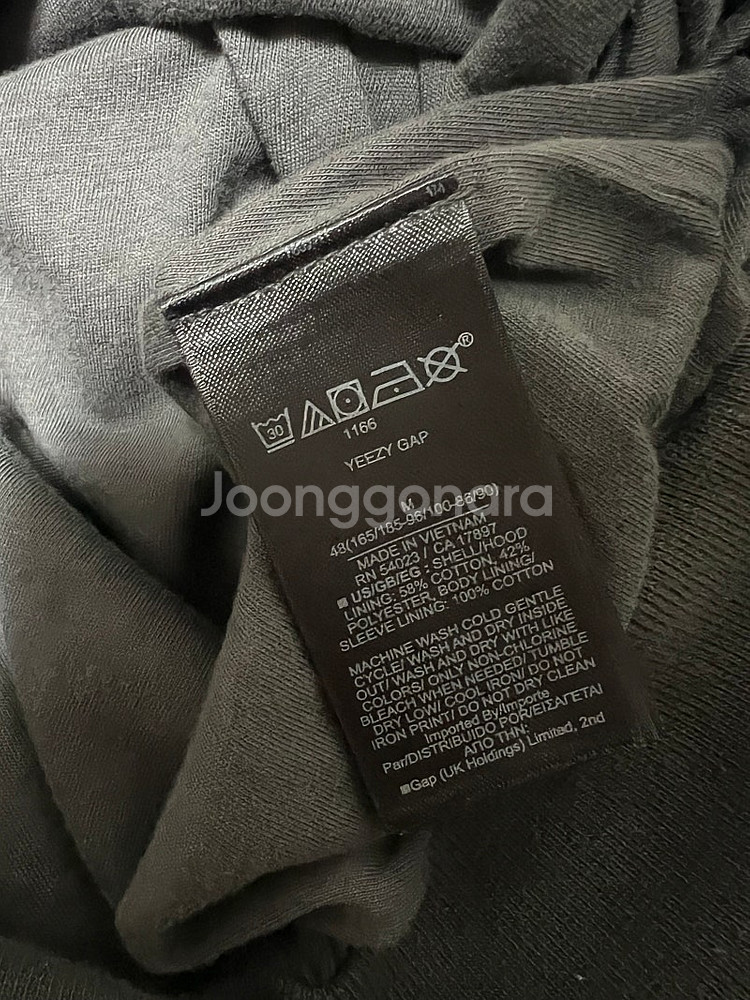 174
30
®
1166
YEEZY GAP
M
48(165/185-96/100-86/90)
MADE IN VIETNAM
RN 54023 / CA 17897
■ US/GB/EG : SHELL/HOOD
LINING: 58% COTTON, 42%
POLYESTER, BODY LINING/
SLEEVE LINING: 100% COTTON
MACHINE WASH COLD GENTLE
CYCLE/ WASH AND DRY INSIDE
OUT/ WASH AND DRY WITH LIKE
COLORS/ ONLY NON-CHLORINE
BLEACH WHEN NEEDED/ TUMBLE
DRY LOW/ COOL IRON/ DO NOT
IRON PRINT/ DO NOT DRY CLEAN
Imported By/Importe
Par/DISTRIBUIDO POR/ΕΙΣΑΓΕΤΑΙ
ΑΠΟ ΤΗΝ:
■Gap (UK Holdings) Limited, 2nd
Joonggonara